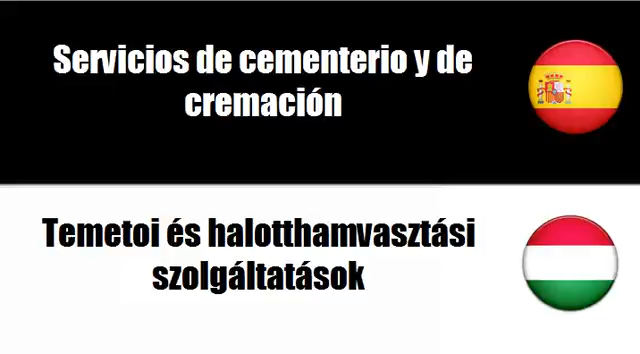 Servicios de cementerio y de
cremación
Temetoi és halotthamvasztási
szolgáltatások